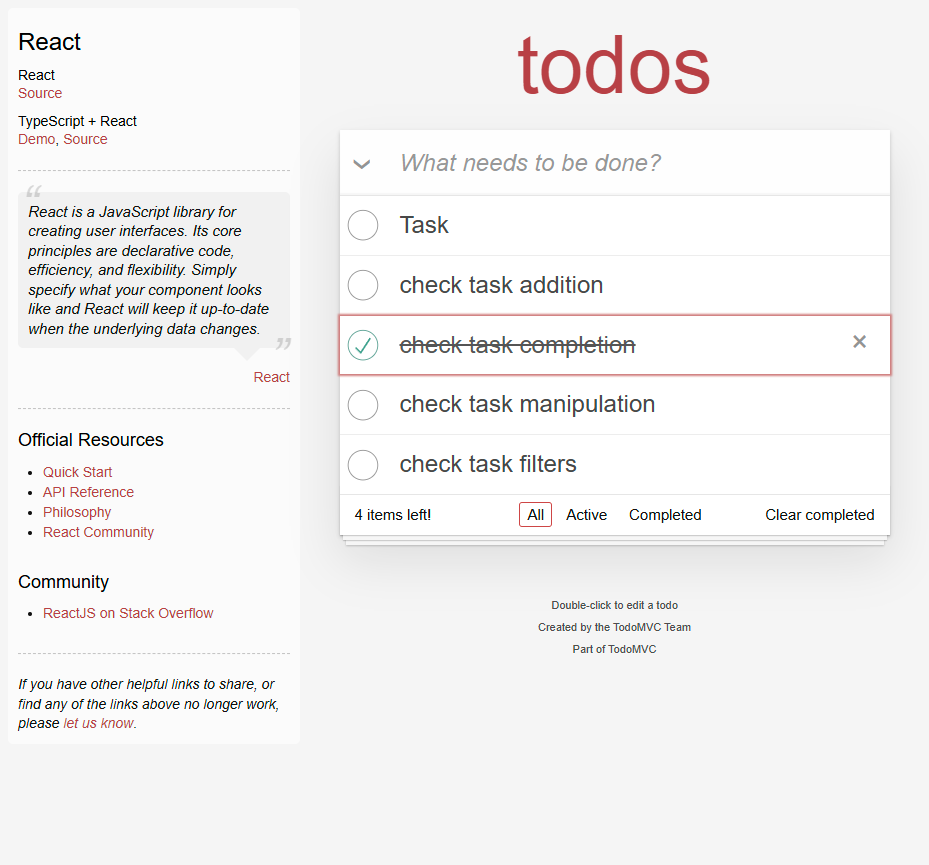 React
React
Source
TypeScript + React
Demo, Source
“
React is a JavaScript library for
creating user interfaces. Its core
principles are declarative code,
efficiency, and flexibility. Simply
specify what your component looks
like and React will keep it up-to-date
when the underlying data changes.
”
React
Official Resources
• Quick Start
• API Reference
• Philosophy
• React Community
Community
• ReactJS on Stack Overflow
If you have other helpful links to share, or
find any of the links above no longer work,
please let us know.
todos
What needs to be done?
Task
check task addition
check task completion ×
check task manipulation
check task filters
4 items left! All Active Completed Clear completed
Double-click to edit a todo
Created by the TodoMVC Team
Part of TodoMVC